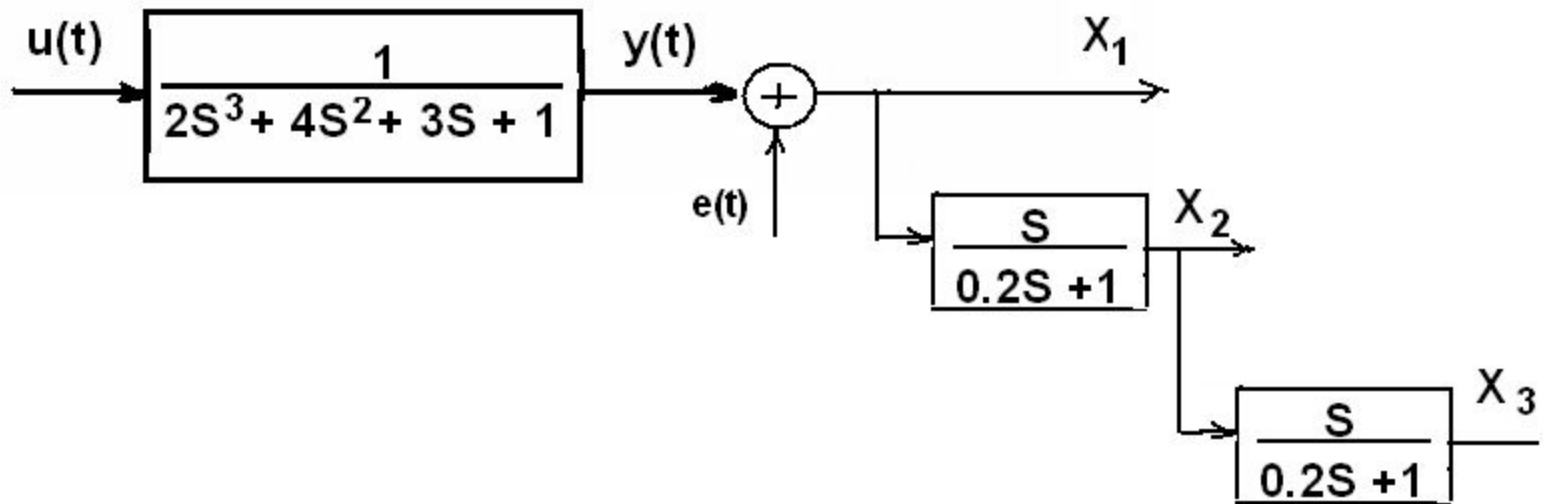 u(t)
1
2S³ + 4S² + 3S + 1
y(t)
+
e(t)
X₁
S
0.2S +1
X₂
S
0.2S +1
X₃